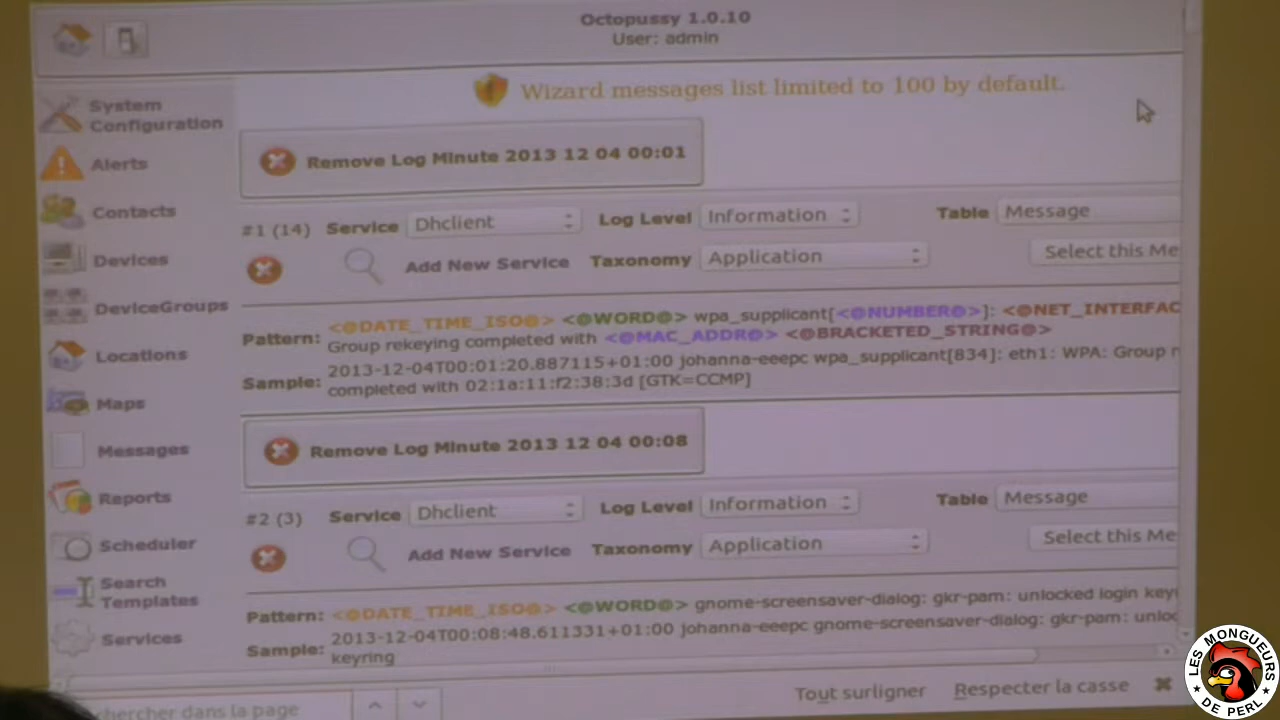 Octopussy 1.0.10
User: admin
Wizard messages list limited to 100 by default.
System
Configuration
Alerts
Contacts
Devices
DeviceGroups
Locations
Maps
Messages
Reports
Scheduler
Search
Templates
Services
Remove Log Minute 2013 12 04 00:01
#1 (14) Service Dhclient Log Level Information Table Message
Add New Service Taxonomy Application Select this Me
Pattern: <@DATE_TIME_ISO@> <@WORD@> wpa_supplicant[<@NUMBER@>]: <@NET_INTERFAC
Group rekeying completed with <@MAC_ADDR@> <@BRACKETED_STRING@>
Sample: 2013-12-04T00:01:20.887115+01:00 johanna-eeepc wpa_supplicant[834]: eth1: WPA: Group r
completed with 02:1a:11:f2:38:3d [GTK=CCMP]
Remove Log Minute 2013 12 04 00:08
#2 (3) Service Dhclient Log Level Information Table Message
Add New Service Taxonomy Application Select this Me
Pattern: <@DATE_TIME_ISO@> <@WORD@> gnome-screensaver-dialog: gkr-pam: unlocked login keyr
Sample: 2013-12-04T00:08:48.611331+01:00 johanna-eeepc gnome-screensaver-dialog: gkr-pam: unloc
keyring
chercher dans la page Tout surligner Respecter la casse
LES MONGUEURS
DE PERL